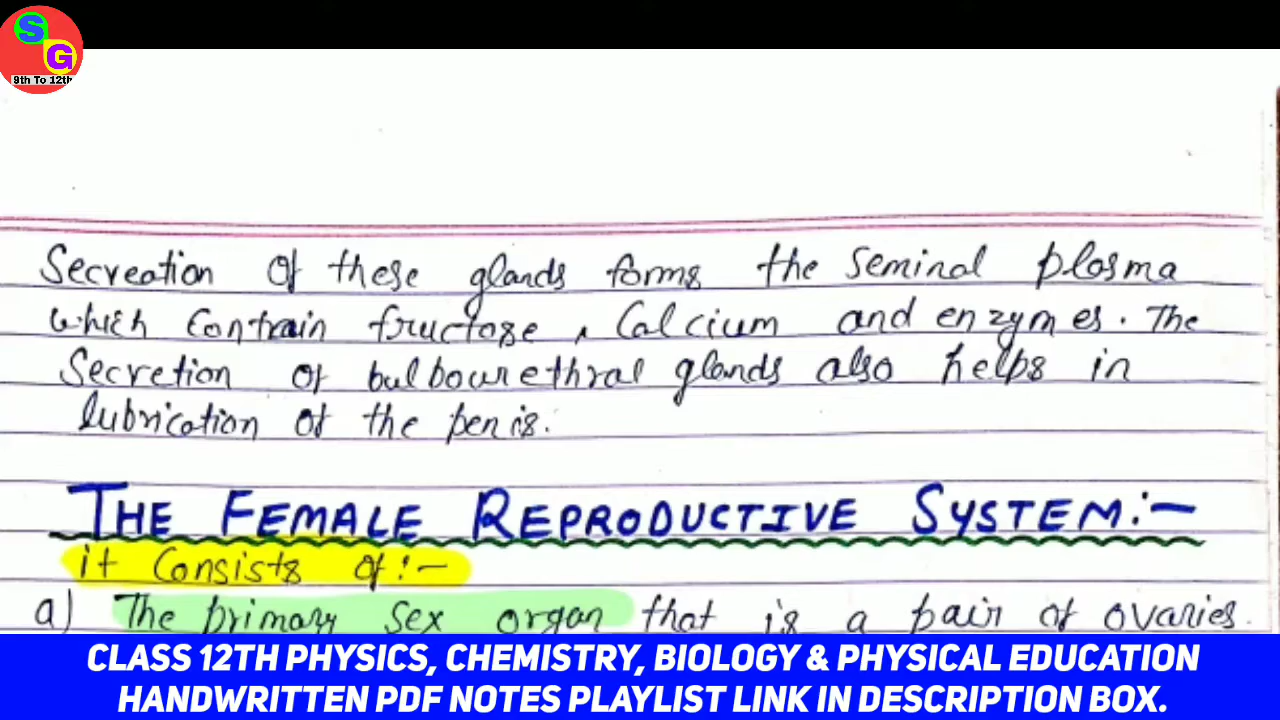 SG
9th To 12th
Secreation of these glands forms the seminal plasma
which contrain fructose, Calcium and enzymes. The
Secretion of bulbourethral glands also helps in
lubrication of the penis.
THE FEMALE REPRODUCTIVE SYSTEM:-
it Consists of:-
a) The primary sex organ that is a pair of ovaries.
CLASS 12TH PHYSICS, CHEMISTRY, BIOLOGY & PHYSICAL EDUCATION
HANDWRITTEN PDF NOTES PLAYLIST LINK IN DESCRIPTION BOX.